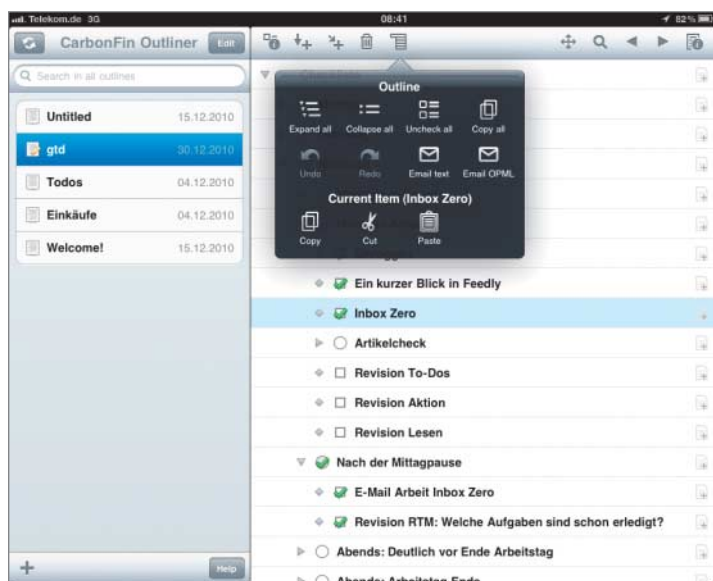 Telekom.de 3G 08:41 82%
CarbonFin Outliner Edit
Search in all outlines
Untitled 15.12.2010
gtd 30.12.2010
Todos 04.12.2010
Einkäufe 04.12.2010
Welcome! 15.12.2010
Help
Outline
Expand all Collapse all Uncheck all Copy all
Undo Redo Email text Email OPML
Current Item (Inbox Zero)
Copy Cut Paste
Ein kurzer Blick in Feedly
Inbox Zero
Artikelcheck
Revision To-Dos
Revision Aktion
Revision Lesen
Nach der Mittagpause
E-Mail Arbeit Inbox Zero
Revision RTM: Welche Aufgaben sind schon erledigt?
Abends: Deutlich vor Ende Arbeitstag
Abends: Arbeitstag Ende